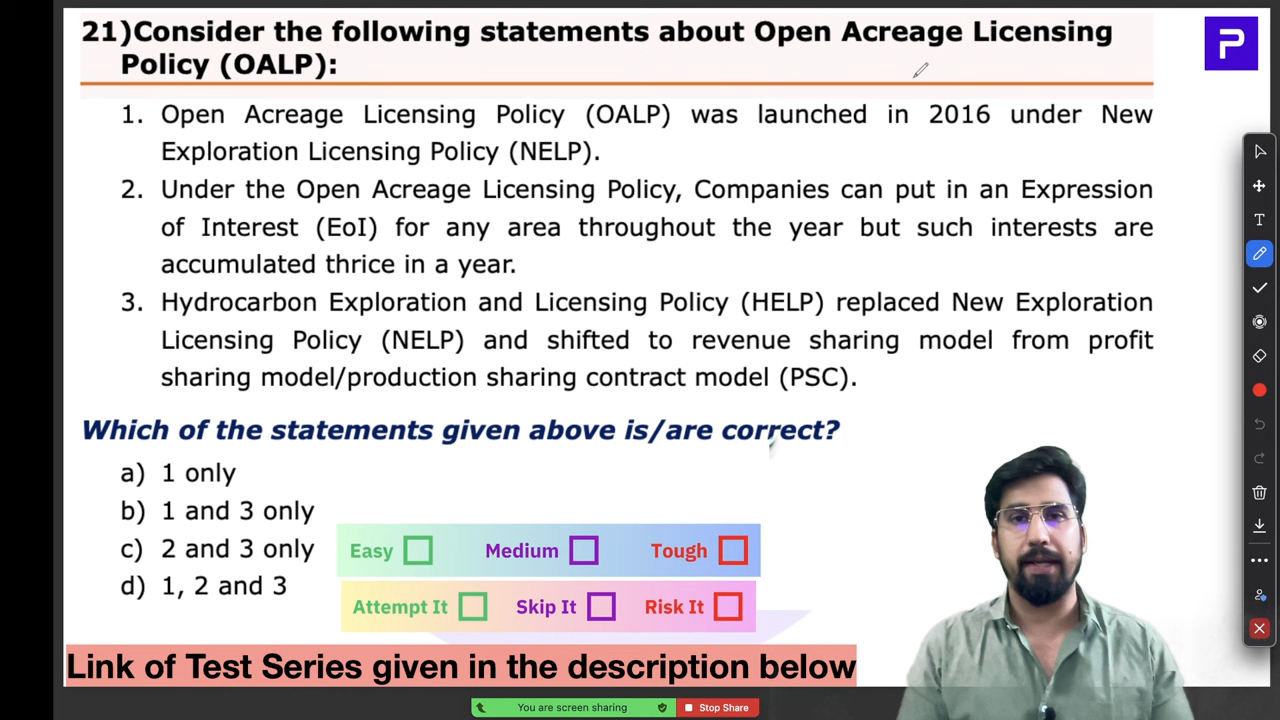 21)Consider the following statements about Open Acreage Licensing
Policy (OALP):
1. Open Acreage Licensing Policy (OALP) was launched in 2016 under New
Exploration Licensing Policy (NELP).
2. Under the Open Acreage Licensing Policy, Companies can put in an Expression
of Interest (EoI) for any area throughout the year but such interests are
accumulated thrice in a year.
3. Hydrocarbon Exploration and Licensing Policy (HELP) replaced New Exploration
Licensing Policy (NELP) and shifted to revenue sharing model from profit
sharing model/production sharing contract model (PSC).
Which of the statements given above is/are correct?
a) 1 only
b) 1 and 3 only
c) 2 and 3 only
d) 1, 2 and 3
Easy Medium Tough
Attempt It Skip It Risk It
Link of Test Series given in the description below
You are screen sharing Stop Share
P
T